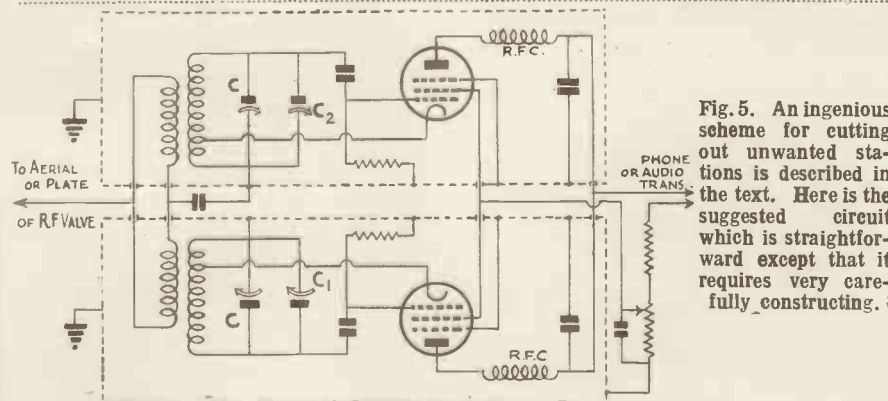 R.F.C.
C
C2
TO AERIAL
OR PLATE
OF R.F VALVE
PHONE
OR AUDIO
TRANS.
C
C1
R.F.C
Fig. 5. An ingenious
scheme for cutting
out unwanted sta-
tions is described in
the text. Here is the
suggested circuit
which is straightfor-
ward except that it
requires very care-
fully constructing.